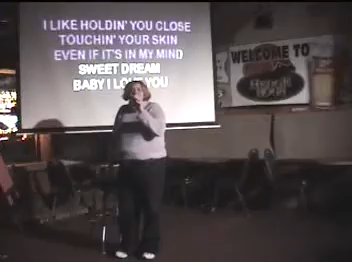 I LIKE HOLDIN' YOU CLOSE
TOUCHIN' YOUR SKIN
EVEN IF IT'S IN MY MIND
SWEET DREAM
BABY I LOVE YOU
WELCOME TO